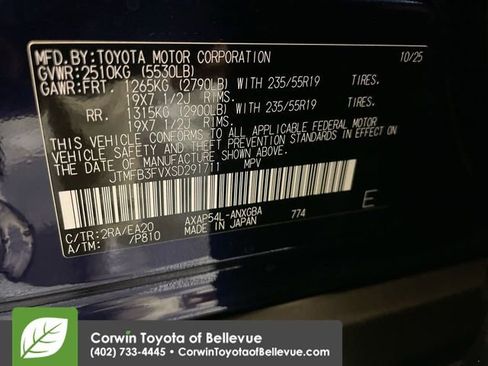 MFD.BY:TOYOTA MOTOR CORPORATION 10/25
GVWR:2510KG (5530LB)
GAWR:FRT. 1265KG (2790LB) WITH 235/55R19 TIRES.
19X7 1/2J RIMS.
RR. 1315KG (2900LB) WITH 235/55R19 TIRES.
19X7 1/2J RIMS.
THIS VEHICLE CONFORMS TO ALL APPLICABLE FEDERAL MOTOR
VEHICLE SAFETY AND THEFT PREVENTION STANDARDS IN EFFECT ON
THE DATE OF MANUFACTURE SHOWN ABOVE.
JTMFB3FVXSD291711 MPV
C/TR:2RA/EA20 AXAP54L-ANXGBA 774 E
A/TM: /P810 MADE IN JAPAN
Corwin Toyota of Bellevue
(402) 733-4445 • CorwinToyotaofBellevue.com